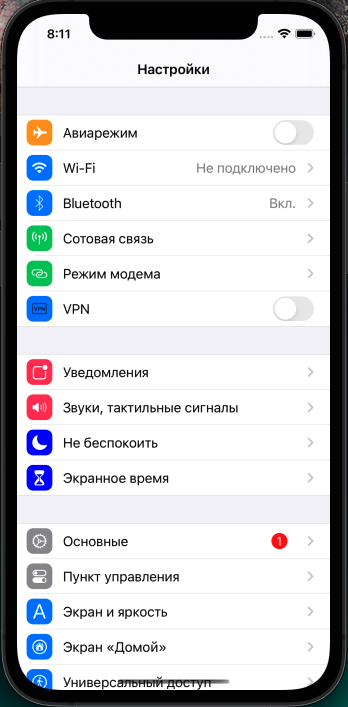 8:11
Настройки
Авиарежим
Wi-Fi Не подключено
Bluetooth Вкл.
Сотовая связь
Режим модема
VPN VPN
Уведомления
Звуки, тактильные сигналы
Не беспокоить
Экранное время
Основные 1
Пункт управления
A Экран и яркость
Экран «Домой»
Универсальный доступ